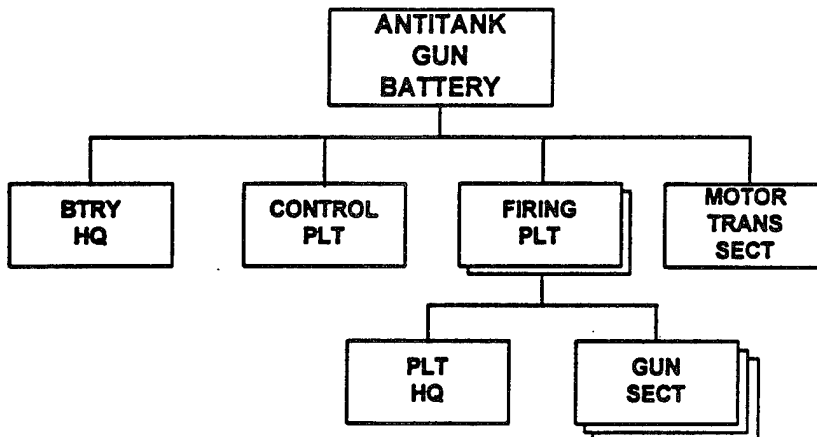 ANTITANK
GUN
BATTERY
BTRY
HQ
CONTROL
PLT
FIRING
PLT
MOTOR
TRANS
SECT
PLT
HQ
GUN
SECT